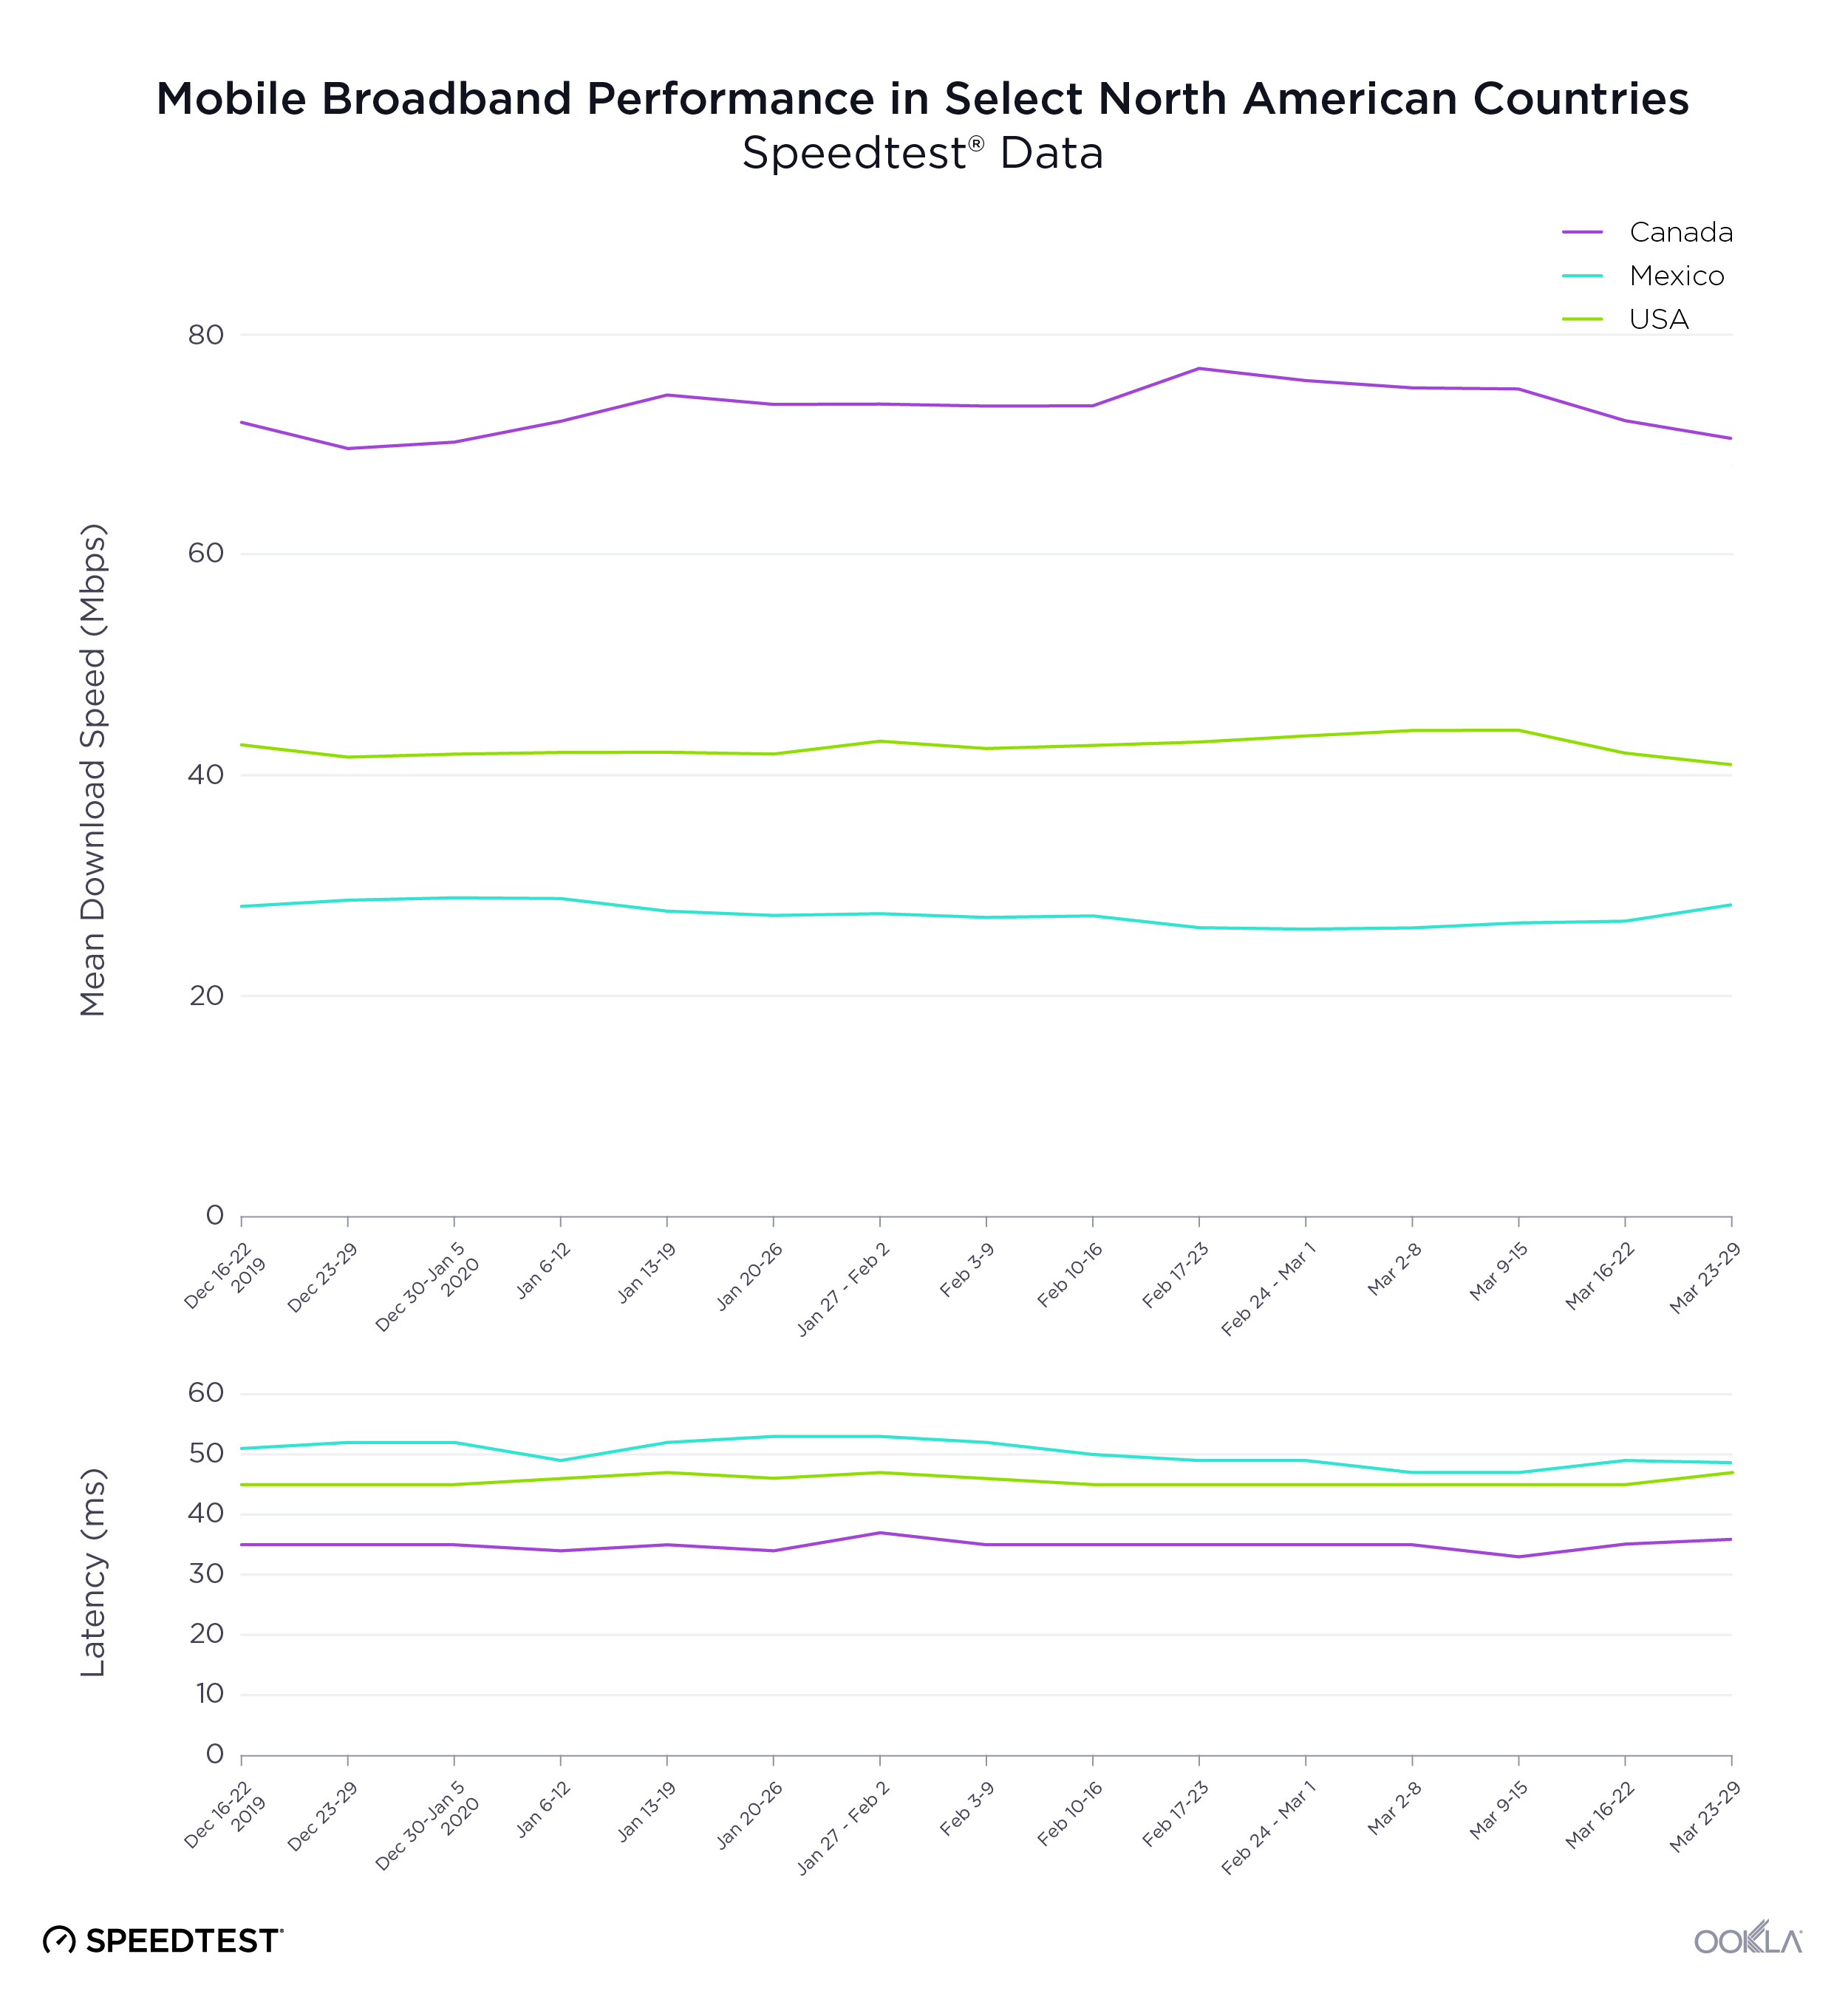 Mobile Broadband Performance in Select North American Countries
Speedtest® Data
Canada
Mexico
USA
Mean Download Speed (Mbps)
80
60
40
20
0
Dec 16-22
2019
Dec 23-29
Dec 30-Jan 5
2020
Jan 6-12
Jan 13-19
Jan 20-26
Jan 27 - Feb 2
Feb 3-9
Feb 10-16
Feb 17-23
Feb 24 - Mar 1
Mar 2-8
Mar 9-15
Mar 16-22
Mar 23-29
Latency (ms)
60
50
40
30
20
10
0
Dec 16-22
2019
Dec 23-29
Dec 30-Jan 5
2020
Jan 6-12
Jan 13-19
Jan 20-26
Jan 27 - Feb 2
Feb 3-9
Feb 10-16
Feb 17-23
Feb 24 - Mar 1
Mar 2-8
Mar 9-15
Mar 16-22
Mar 23-29
SPEEDTEST®
OOKLA®